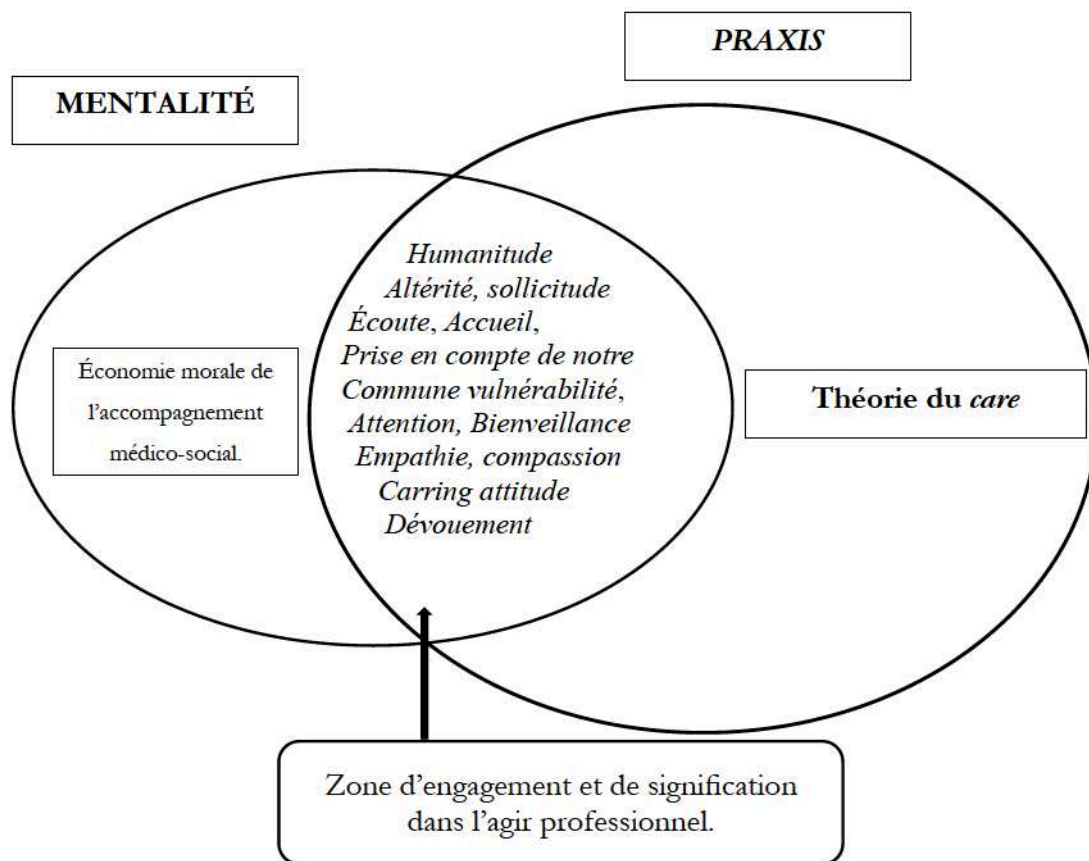 PRAXIS
MENTALITÉ
Humanitude
Altérité, sollicitude
Écoute, Accueil,
Prise en compte de notre
Commune vulnérabilité,
Attention, Bienveillance
Empathie, compassion
Carring attitude
Dévouement
Économie morale de
l’accompagnement
médico-social.
Théorie du care
Zone d’engagement et de signification
dans l’agir professionnel.